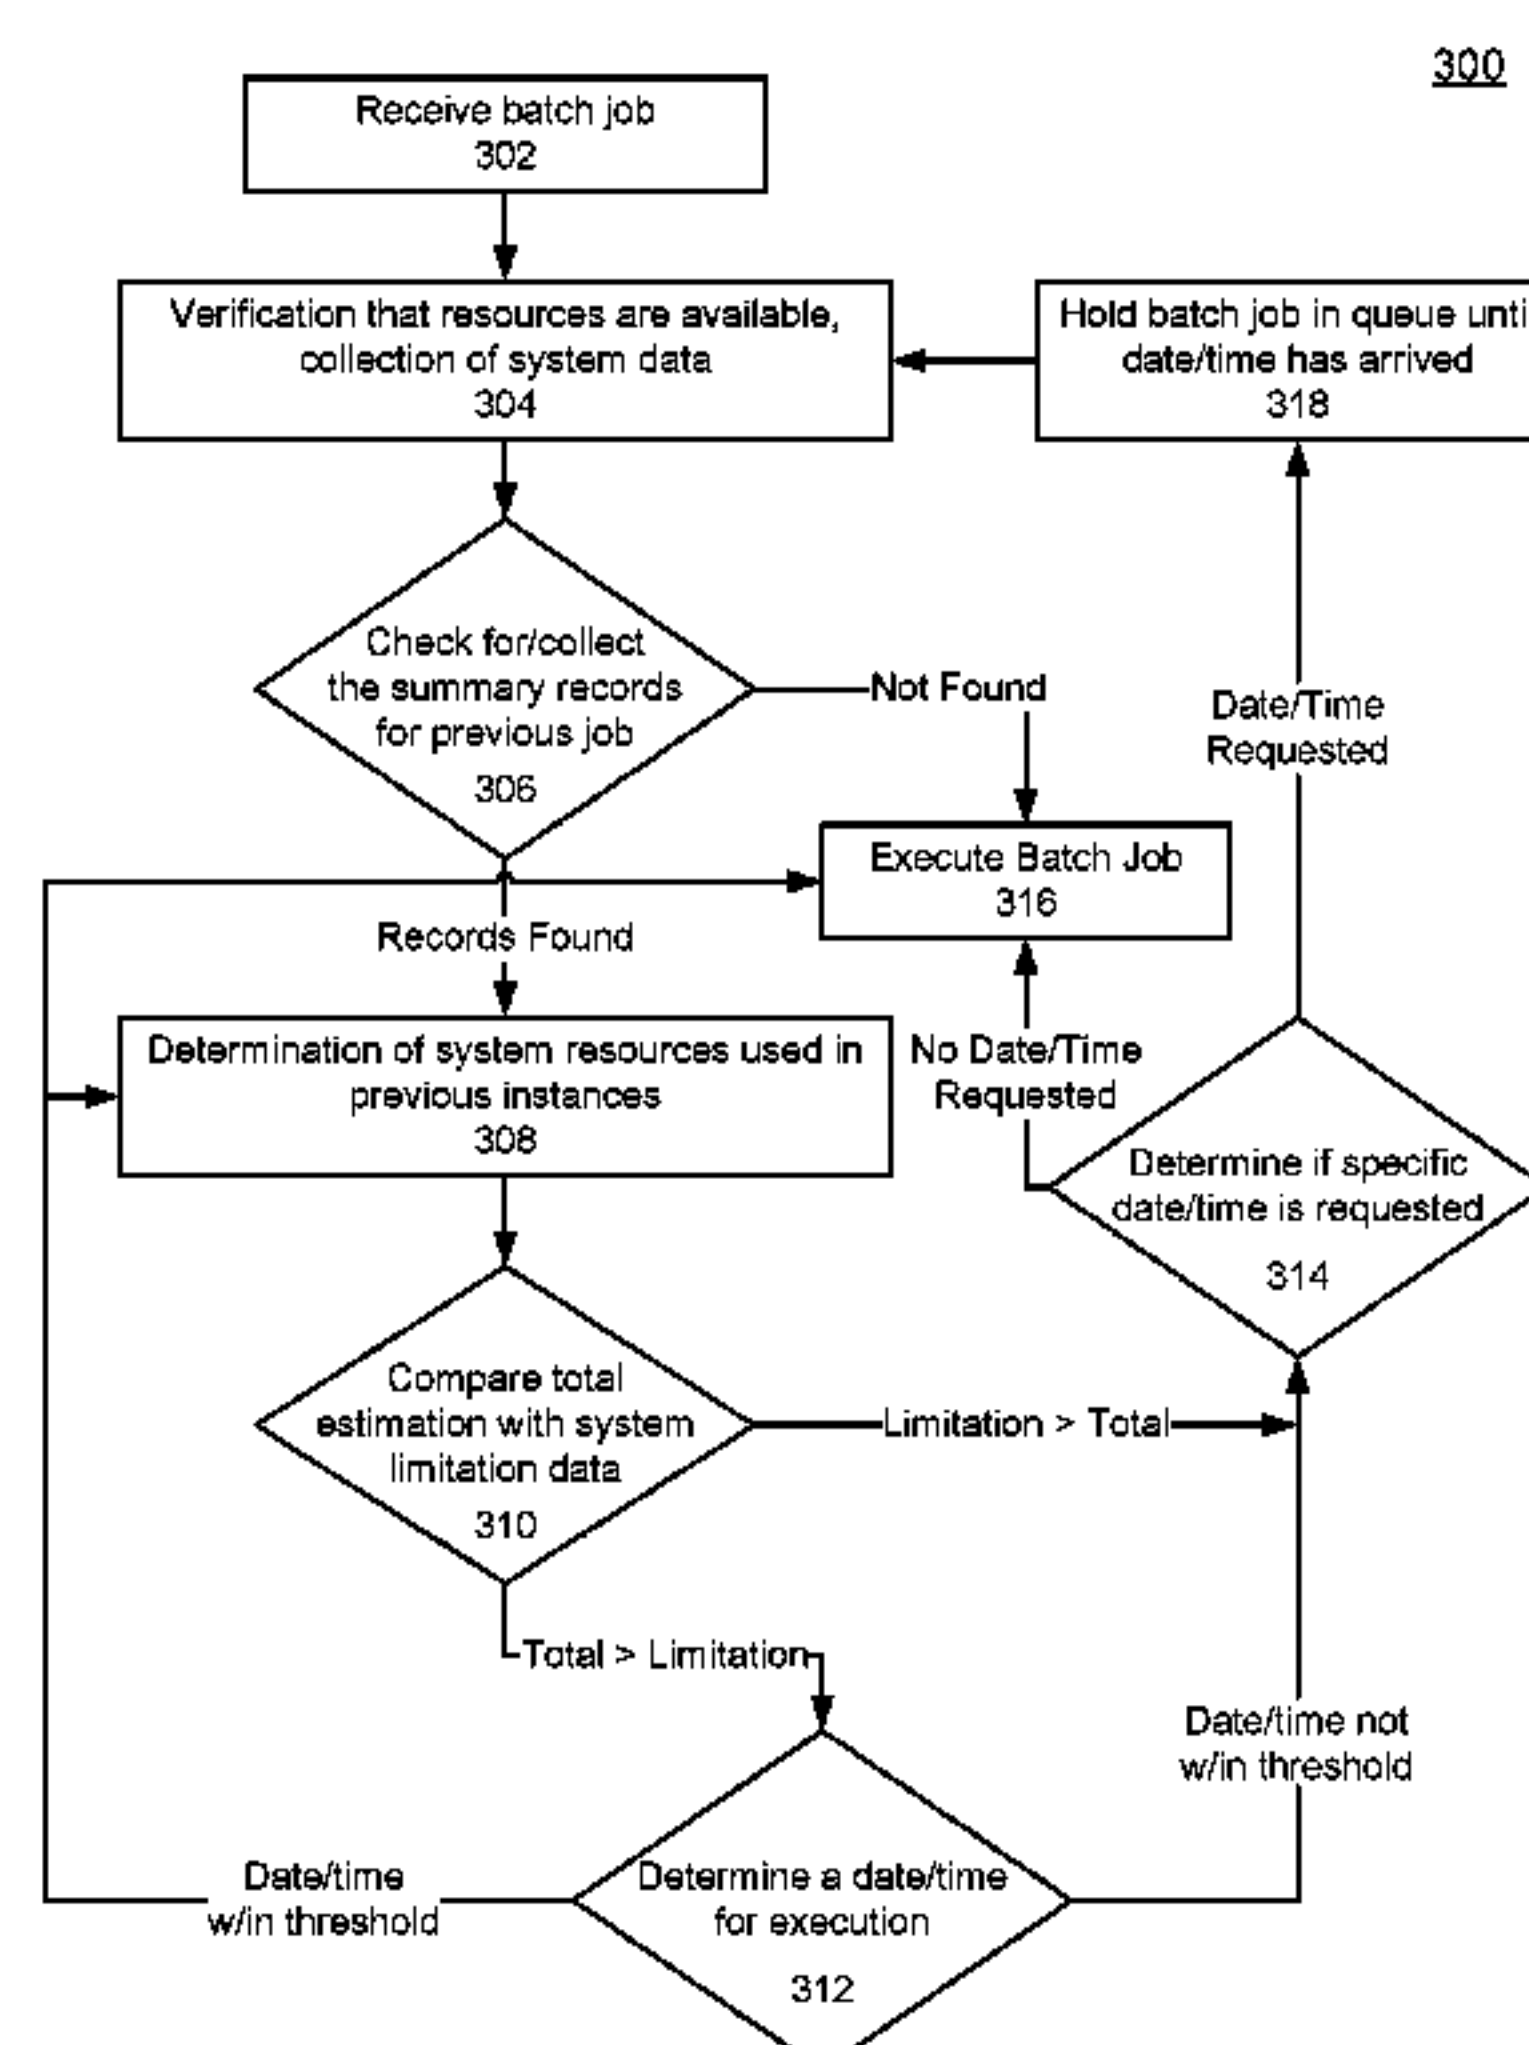 300
Receive batch job
302
Verification that resources are available,
collection of system data
304
Hold batch job in queue unti
date/time has arrived
318
Check for/collect
the summary records
for previous job
306
Not Found
Date/Time
Requested
Execute Batch Job
316
Records Found
Determination of system resources used in
previous instances
308
No Date/Time
Requested
Determine if specific
date/time is requested
314
Compare total
estimation with system
limitation data
310
Limitation > Total
Total > Limitation
Date/time not
w/in threshold
Date/time
w/in threshold
Determine a date/time
for execution
312